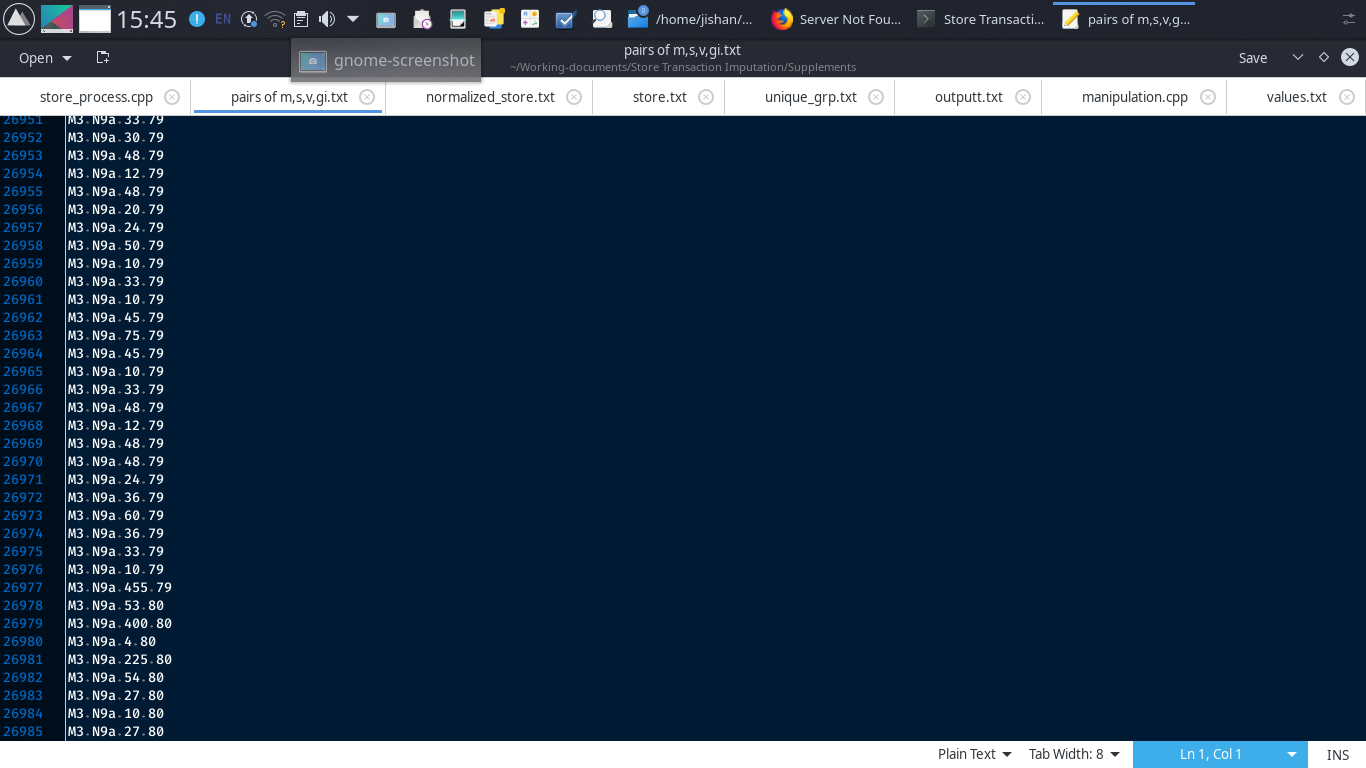 15:45 EN /home/jishan/... Server Not Fou... Store Transacti... pairs of m,s,v,g...
Open pairs of m,s,v,gi.txt Save
~/Working-documents/Store Transaction Imputation/Supplements
gnome-screenshot
store_process.cpp pairs of m,s,v,gi.txt normalized_store.txt store.txt unique_grp.txt outputt.txt manipulation.cpp values.txt
26951 M3·N9a·33·79
26952 M3·N9a·30·79
26953 M3·N9a·48·79
26954 M3·N9a·12·79
26955 M3·N9a·48·79
26956 M3·N9a·20·79
26957 M3·N9a·24·79
26958 M3·N9a·50·79
26959 M3·N9a·10·79
26960 M3·N9a·33·79
26961 M3·N9a·10·79
26962 M3·N9a·45·79
26963 M3·N9a·75·79
26964 M3·N9a·45·79
26965 M3·N9a·10·79
26966 M3·N9a·33·79
26967 M3·N9a·48·79
26968 M3·N9a·12·79
26969 M3·N9a·48·79
26970 M3·N9a·48·79
26971 M3·N9a·24·79
26972 M3·N9a·36·79
26973 M3·N9a·60·79
26974 M3·N9a·36·79
26975 M3·N9a·33·79
26976 M3·N9a·10·79
26977 M3·N9a·455·79
26978 M3·N9a·53·80
26979 M3·N9a·400·80
26980 M3·N9a·4·80
26981 M3·N9a·225·80
26982 M3·N9a·54·80
26983 M3·N9a·27·80
26984 M3·N9a·10·80
26985 M3·N9a·27·80
Plain Text Tab Width: 8 Ln 1, Col 1 INS